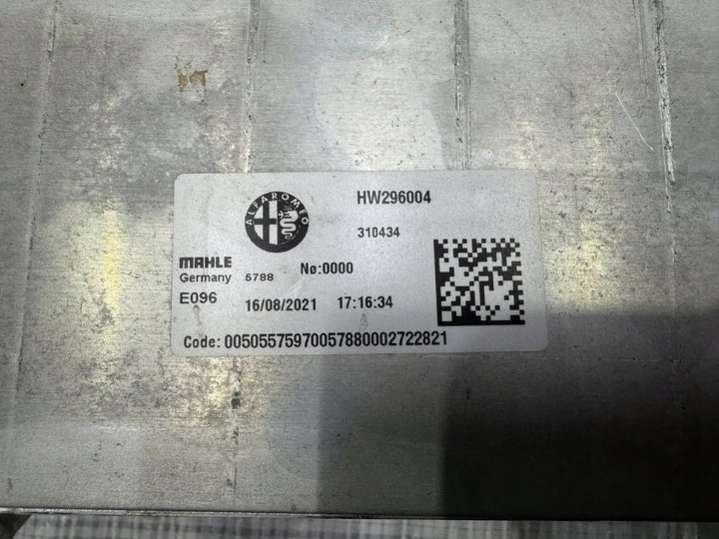 ALFA ROMEO
HW296004
310434
MAHLE
Germany 5788 No:0000
E096 16/08/2021 17:16:34
Code: 00505575970057880002722821